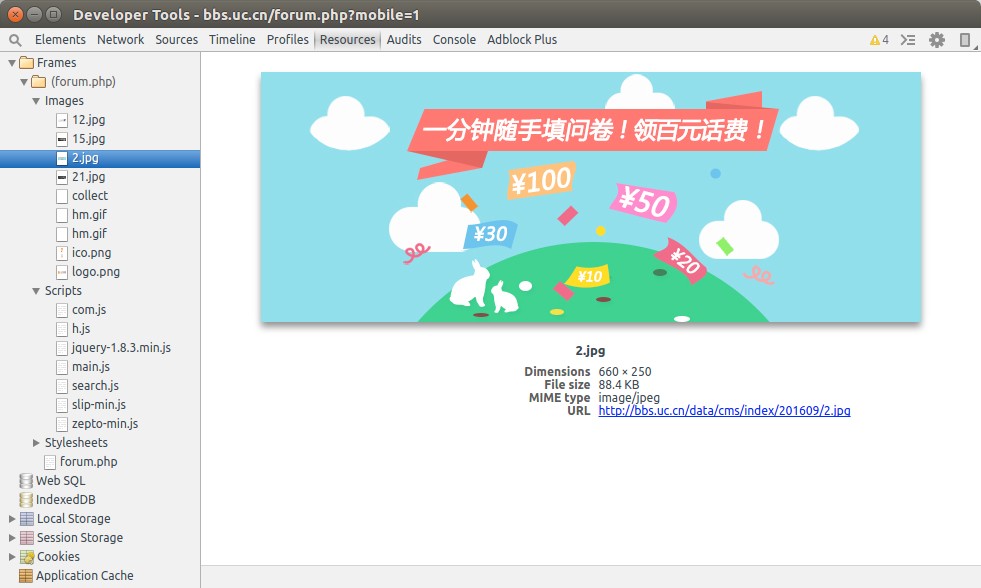 Developer Tools - bbs.uc.cn/forum.php?mobile=1
Elements Network Sources Timeline Profiles Resources Audits Console Adblock Plus 4
Frames
(forum.php)
Images
12.jpg
15.jpg
2.jpg
21.jpg
collect
hm.gif
hm.gif
ico.png
logo.png
Scripts
com.js
h.js
jquery-1.8.3.min.js
main.js
search.js
slip-min.js
zepto-min.js
Stylesheets
forum.php
Web SQL
IndexedDB
Local Storage
Session Storage
Cookies
Application Cache
一分钟随手填问卷！领百元话费！
¥100
¥50
¥30
¥20
¥10
2.jpg
Dimensions 660 × 250
File size 88.4 KB
MIME type image/jpeg
URL http://bbs.uc.cn/data/cms/index/201609/2.jpg